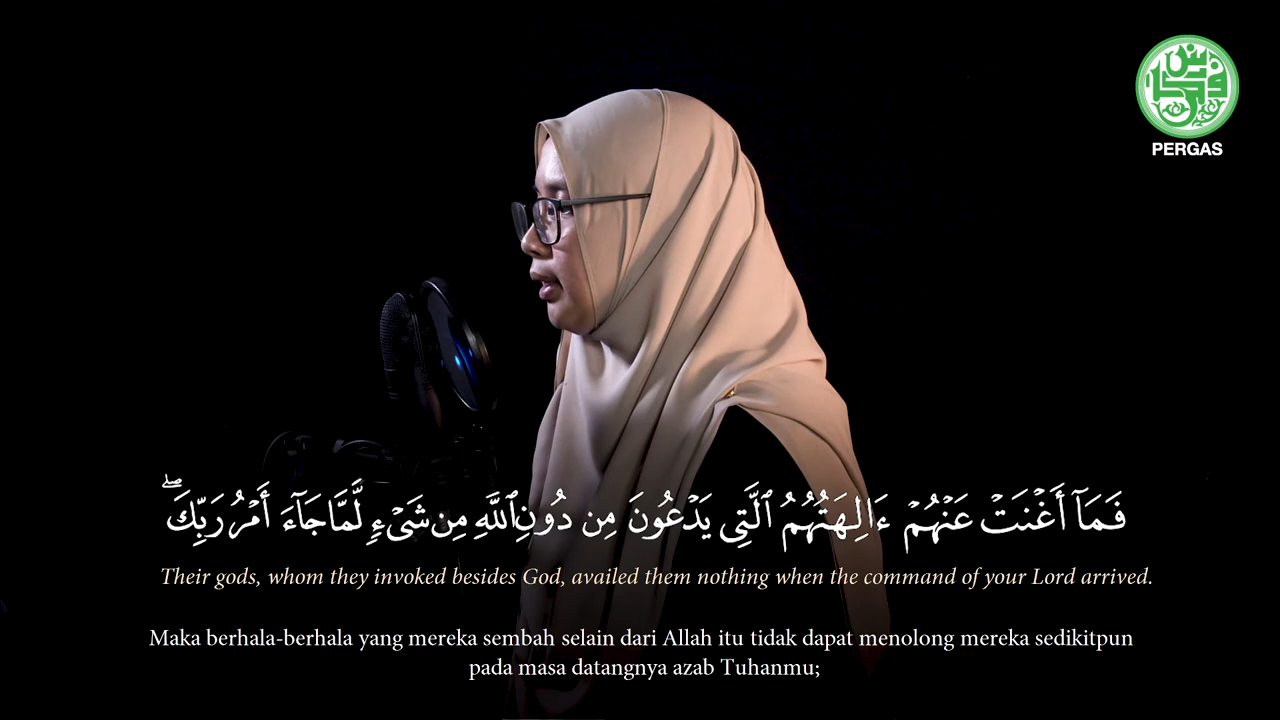 PERGAS
فَمَآ أَغْنَتْ عَنْهُمْ ءَالِهَتُهُمُ ٱلَّتِى يَدْعُونَ مِن دُونِ ٱللَّهِ مِن شَىْءٍ لَّمَّا جَآءَ أَمْرُ رَبِّكَ ۖ
Their gods, whom they invoked besides God, availed them nothing when the command of your Lord arrived.
Maka berhala-berhala yang mereka sembah selain dari Allah itu tidak dapat menolong mereka sedikitpun
pada masa datangnya azab Tuhanmu;